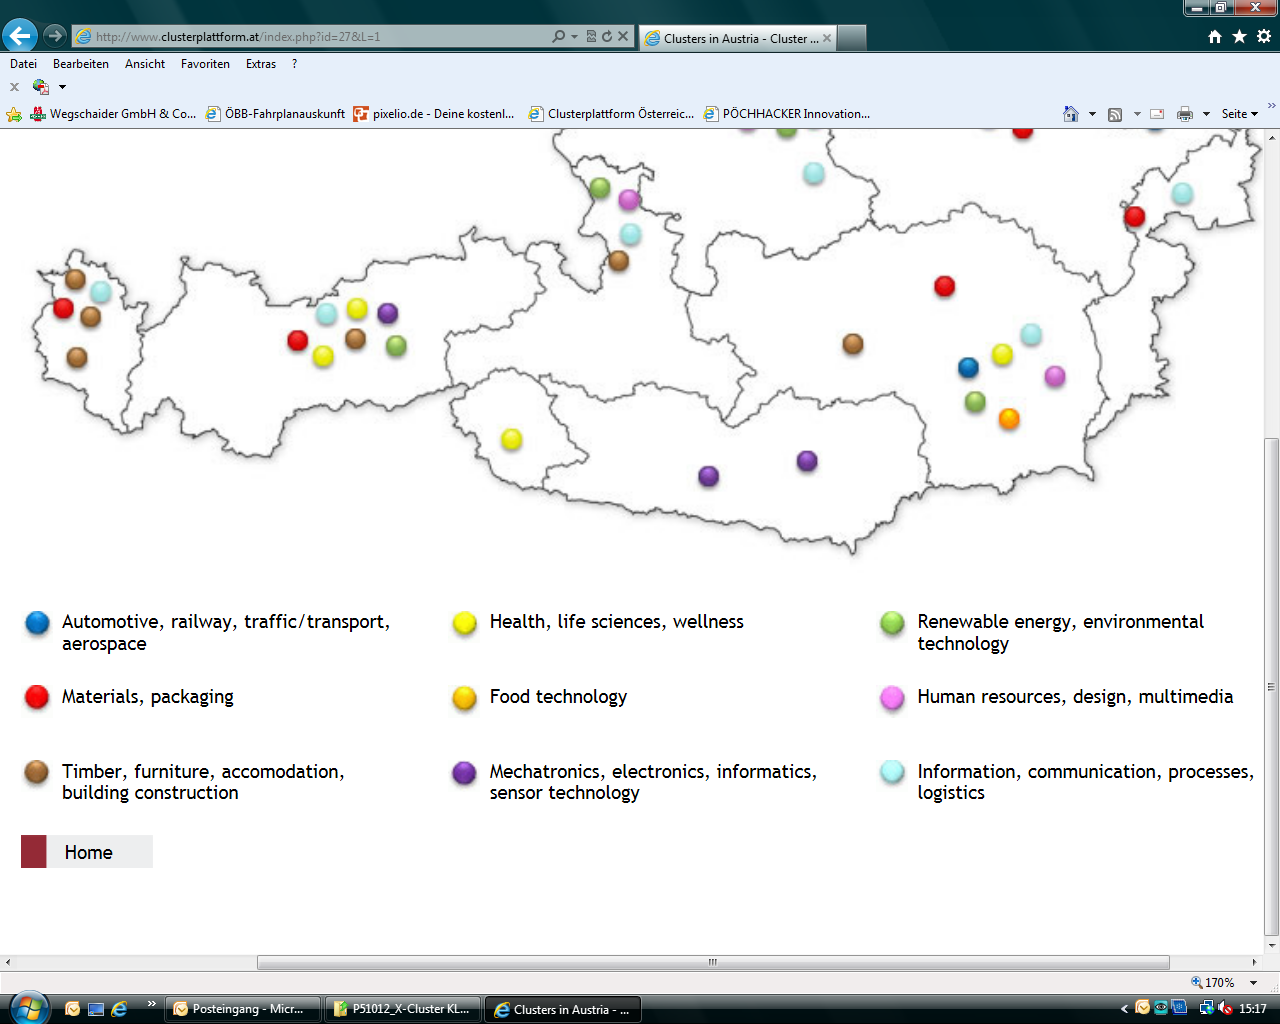 http://www.clusterplattform.at/index.php?id=27&L=1
Clusters in Austria - Cluster ...
Datei Bearbeiten Ansicht Favoriten Extras ?
Wegschaider GmbH & Co... ÖBB-Fahrplanauskunft pixelio.de - Deine kostenl... Clusterplattform Österreic... PÖCHHACKER Innovation... Seite
Automotive, railway, traffic/transport,
aerospace
Health, life sciences, wellness
Renewable energy, environmental
technology
Materials, packaging
Food technology
Human resources, design, multimedia
Timber, furniture, accomodation,
building construction
Mechatronics, electronics, informatics,
sensor technology
Information, communication, processes,
logistics
Home
170%
Posteingang - Micr... P51012_X-Cluster KL... Clusters in Austria - ... 15:17